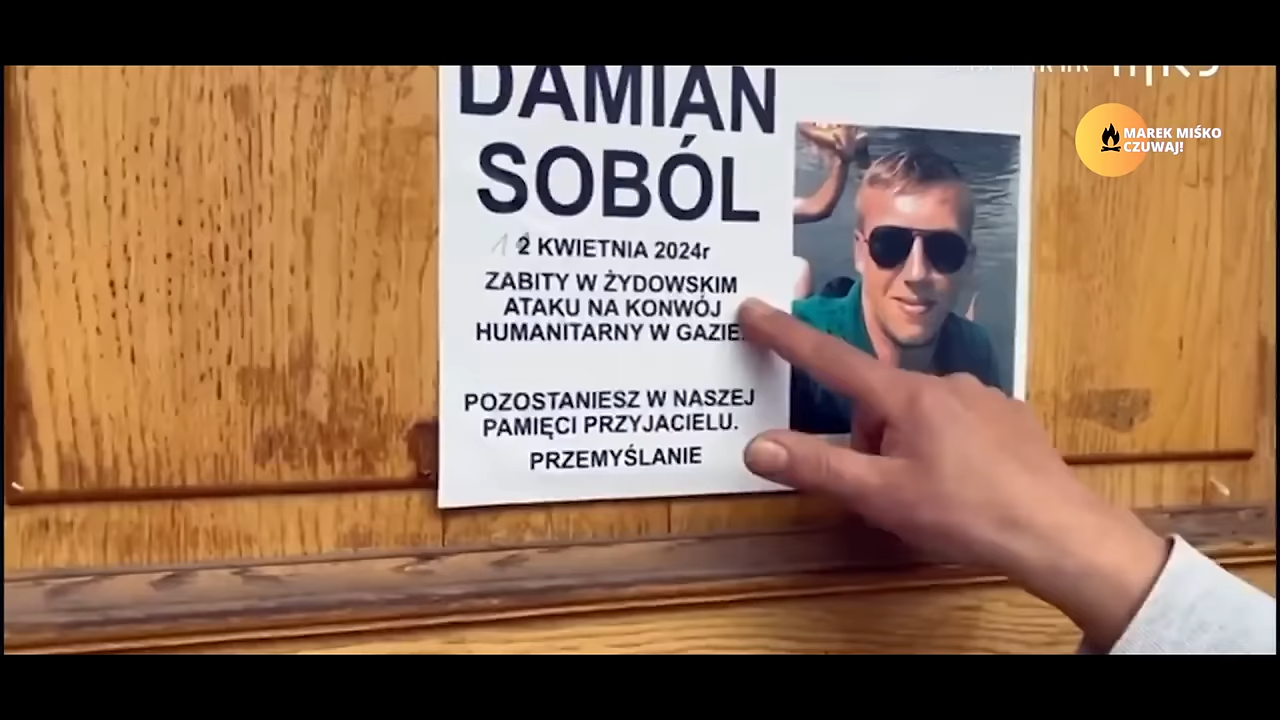 DAMIAN
SOBÓL
2 KWIETNIA 2024r
ZABITY W ŻYDOWSKIM
ATAKU NA KONWÓJ
HUMANITARNY W GAZIE.
POZOSTANIESZ W NASZEJ
PAMIĘCI PRZYJACIELU.
PRZEMYŚLANIE
MAREK MIŚKO
CZUWAJ!